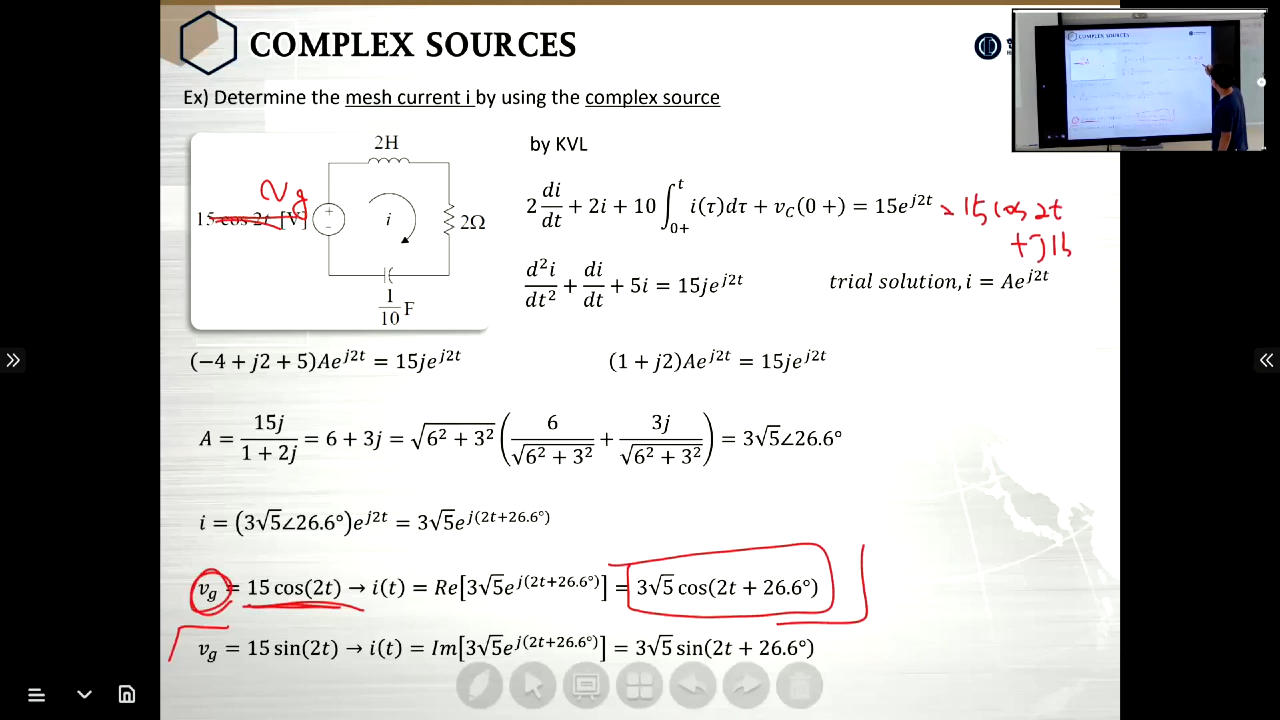 COMPLEX SOURCES
Ex) Determine the mesh current i by using the complex source
2H
by KVL
Vg
15 cos 2t [V]
+
−
i
2Ω
1/10 F
2 di/dt + 2i + 10 ∫_{0+}^{t} i(τ)dτ + v_C(0 +) = 15e^{j2t} = 15 cos 2t
+j15
d²i/dt² + di/dt + 5i = 15je^{j2t}
trial solution, i = Ae^{j2t}
(−4 + j2 + 5)Ae^{j2t} = 15je^{j2t}
(1 + j2)Ae^{j2t} = 15je^{j2t}
A = 15j/(1 + 2j) = 6 + 3j = √(6² + 3²) (6/√(6² + 3²) + 3j/√(6² + 3²)) = 3√5∠26.6°
i = (3√5∠26.6°)e^{j2t} = 3√5e^{j(2t+26.6°)}
v_g = 15 cos(2t) → i(t) = Re[3√5e^{j(2t+26.6°)}] = 3√5 cos(2t + 26.6°)
v_g = 15 sin(2t) → i(t) = Im[3√5e^{j(2t+26.6°)}] = 3√5 sin(2t + 26.6°)
COMPLEX SOURCES